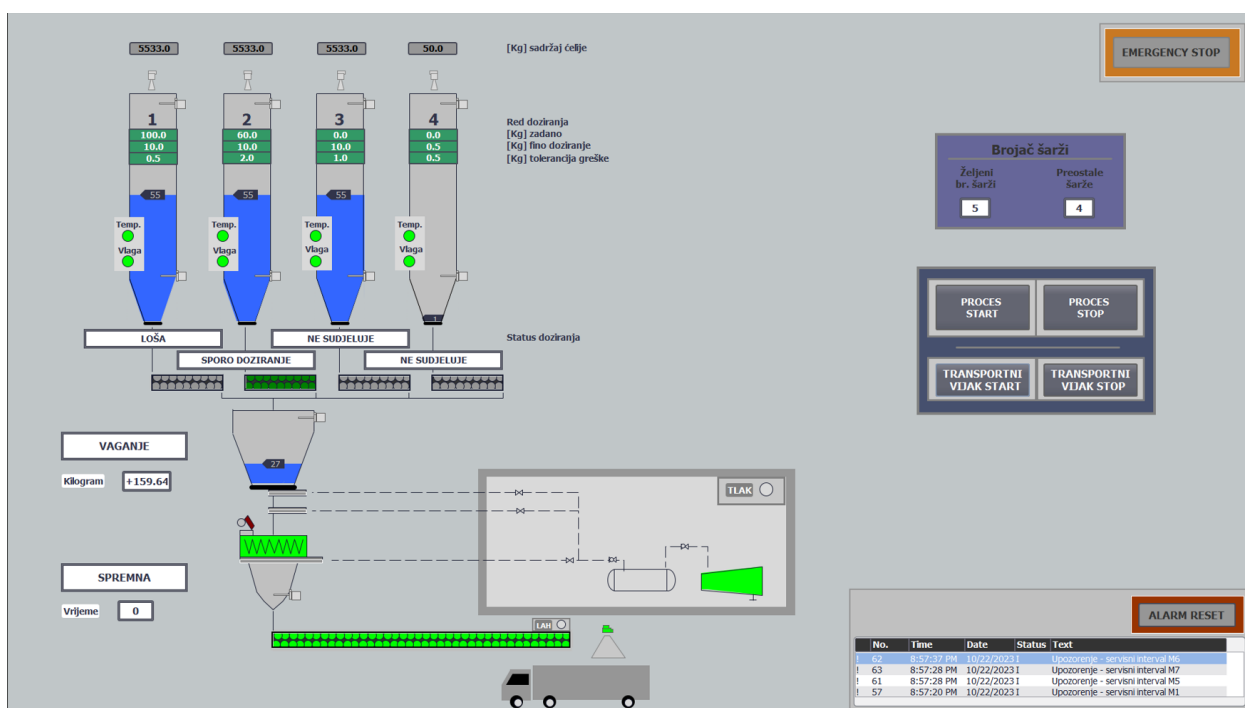 5533.0 5533.0 5533.0 50.0 [Kg] sadržaj ćelije
EMERGENCY STOP
1 2 3 4 Red doziranja
100.0 60.0 0.0 0.0 [Kg] zadano
10.0 10.0 10.0 0.5 [Kg] fino doziranje
0.5 2.0 1.0 0.5 [Kg] tolerancija greške
Brojač šarži
Željeni Preostale
br. šarži šarže
5 4
55 55 55
Temp. Temp. Temp. Temp.
Vlaga Vlaga Vlaga Vlaga
1
LOŠA NE SUDJELUJE Status doziranja
SPORO DOZIRANJE NE SUDJELUJE
PROCES PROCES
START STOP
TRANSPORTNI TRANSPORTNI
VIJAK START VIJAK STOP
VAGANJE
27
Kilogram +159.64
TLAK
SPREMNA
Vrijeme 0
LAH
ALARM RESET
No. Time Date Status Text
! 62 8:57:37 PM 10/22/2023 I Upozorenje - servisni interval M6
! 63 8:57:28 PM 10/22/2023 I Upozorenje - servisni interval M7
! 61 8:57:28 PM 10/22/2023 I Upozorenje - servisni interval M5
! 57 8:57:20 PM 10/22/2023 I Upozorenje - servisni interval M1